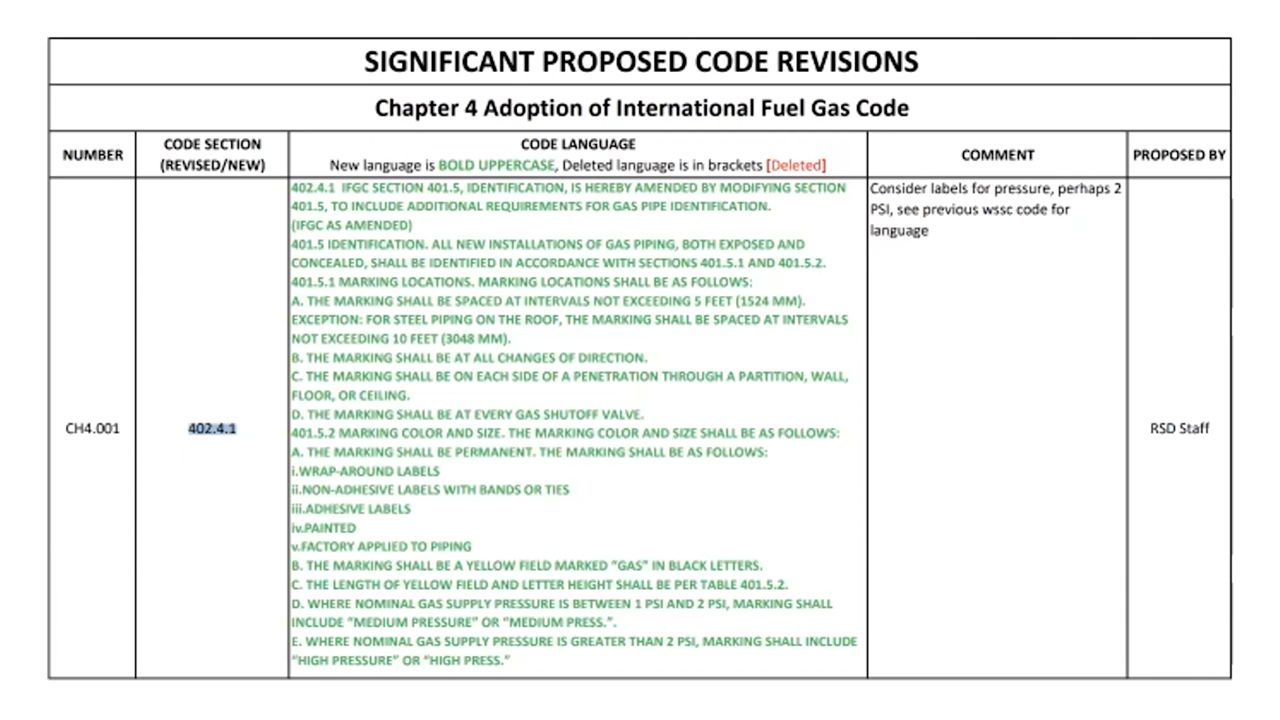 SIGNIFICANT PROPOSED CODE REVISIONS
Chapter 4 Adoption of International Fuel Gas Code
NUMBER
CODE SECTION
(REVISED/NEW)
CODE LANGUAGE
New language is BOLD UPPERCASE, Deleted language is in brackets [Deleted]
COMMENT
PROPOSED BY
CH4.001
402.4.1
402.4.1 IFGC SECTION 401.5, IDENTIFICATION, IS HEREBY AMENDED BY MODIFYING SECTION
401.5, TO INCLUDE ADDITIONAL REQUIREMENTS FOR GAS PIPE IDENTIFICATION.
(IFGC AS AMENDED)
401.5 IDENTIFICATION. ALL NEW INSTALLATIONS OF GAS PIPING, BOTH EXPOSED AND
CONCEALED, SHALL BE IDENTIFIED IN ACCORDANCE WITH SECTIONS 401.5.1 AND 401.5.2.
401.5.1 MARKING LOCATIONS. MARKING LOCATIONS SHALL BE AS FOLLOWS:
A. THE MARKING SHALL BE SPACED AT INTERVALS NOT EXCEEDING 5 FEET (1524 MM).
EXCEPTION: FOR STEEL PIPING ON THE ROOF, THE MARKING SHALL BE SPACED AT INTERVALS
NOT EXCEEDING 10 FEET (3048 MM).
B. THE MARKING SHALL BE AT ALL CHANGES OF DIRECTION.
C. THE MARKING SHALL BE ON EACH SIDE OF A PENETRATION THROUGH A PARTITION, WALL,
FLOOR, OR CEILING.
D. THE MARKING SHALL BE AT EVERY GAS SHUTOFF VALVE.
401.5.2 MARKING COLOR AND SIZE. THE MARKING COLOR AND SIZE SHALL BE AS FOLLOWS:
A. THE MARKING SHALL BE PERMANENT. THE MARKING SHALL BE AS FOLLOWS:
i.WRAP-AROUND LABELS
ii.NON-ADHESIVE LABELS WITH BANDS OR TIES
iii.ADHESIVE LABELS
iv.PAINTED
v.FACTORY APPLIED TO PIPING
B. THE MARKING SHALL BE A YELLOW FIELD MARKED “GAS” IN BLACK LETTERS.
C. THE LENGTH OF YELLOW FIELD AND LETTER HEIGHT SHALL BE PER TABLE 401.5.2.
D. WHERE NOMINAL GAS SUPPLY PRESSURE IS BETWEEN 1 PSI AND 2 PSI, MARKING SHALL
INCLUDE “MEDIUM PRESSURE” OR “MEDIUM PRESS.”.
E. WHERE NOMINAL GAS SUPPLY PRESSURE IS GREATER THAN 2 PSI, MARKING SHALL INCLUDE
“HIGH PRESSURE” OR “HIGH PRESS.”
Consider labels for pressure, perhaps 2
PSI, see previous wssc code for
language
RSD Staff